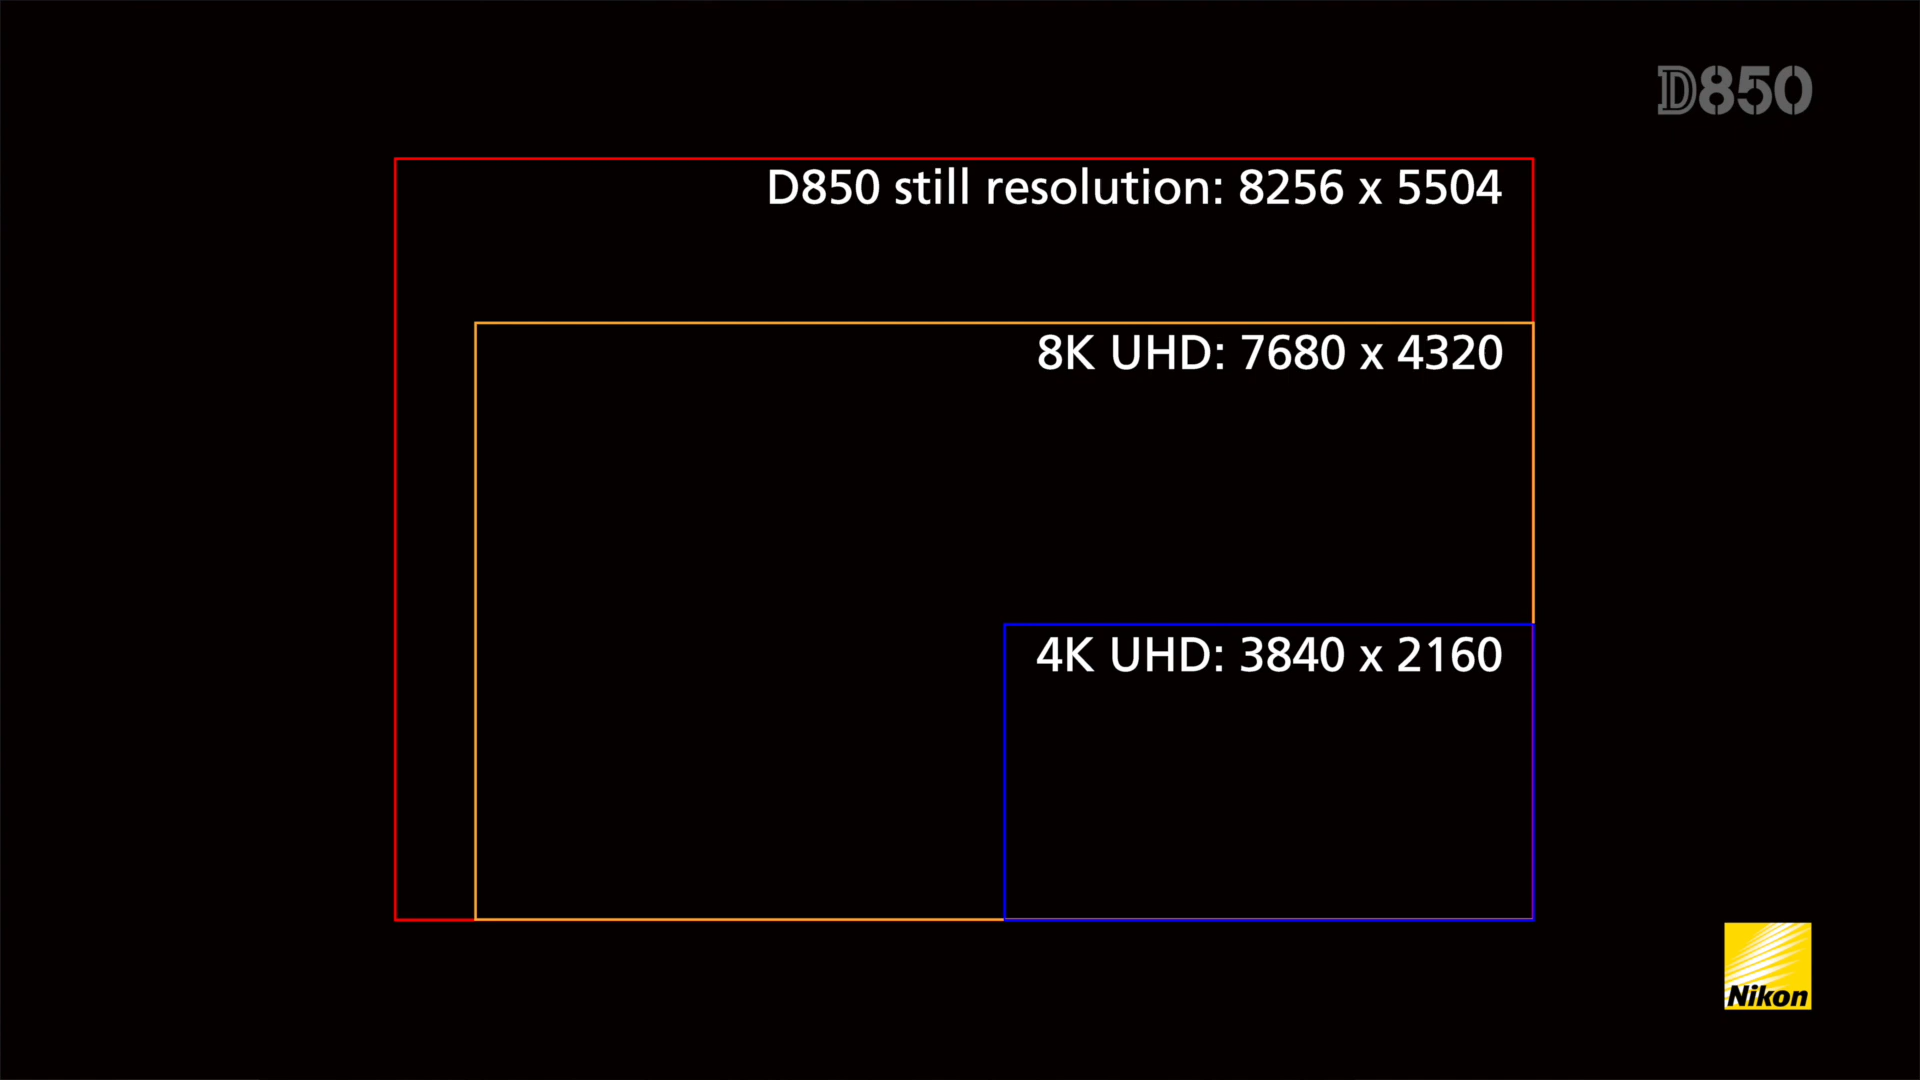 D850
D850 still resolution: 8256 x 5504
8K UHD: 7680 x 4320
4K UHD: 3840 x 2160
Nikon